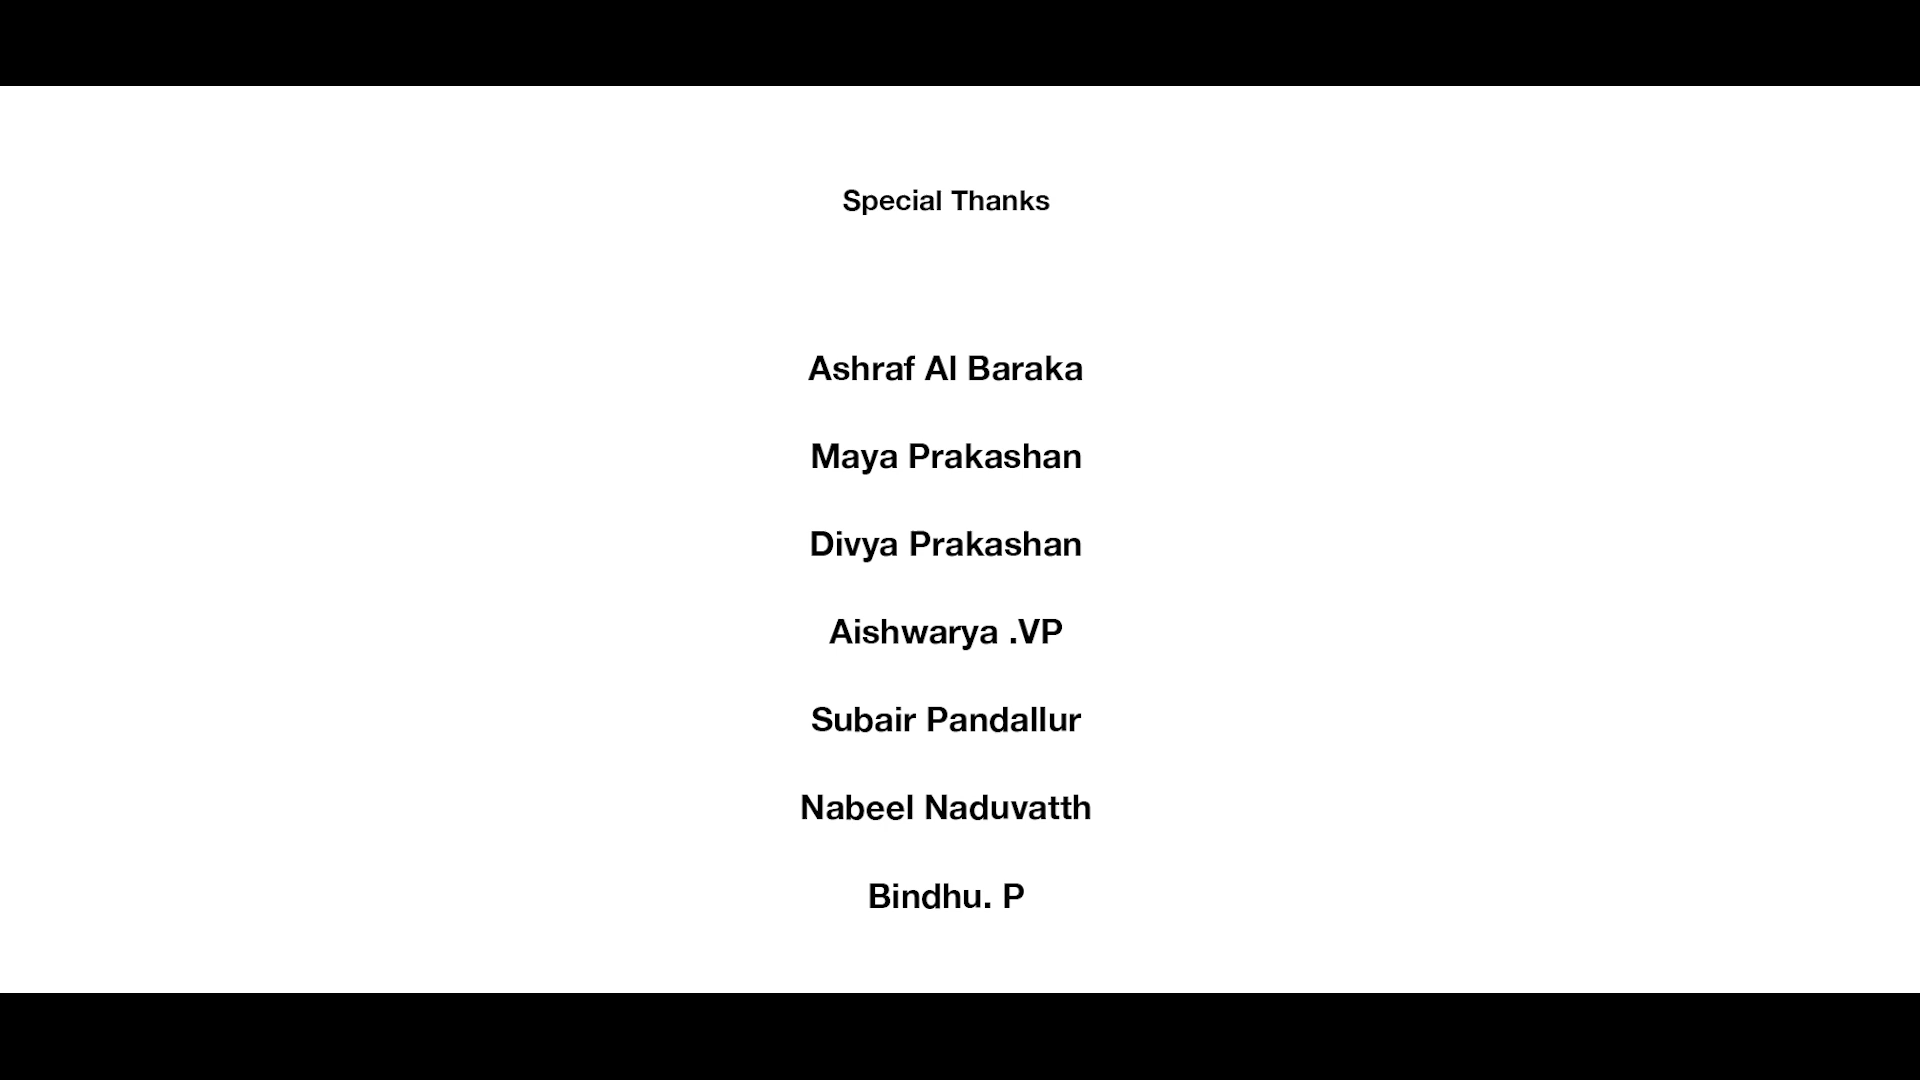 Special Thanks
Ashraf Al Baraka
Maya Prakashan
Divya Prakashan
Aishwarya .VP
Subair Pandallur
Nabeel Naduvatth
Bindhu. P